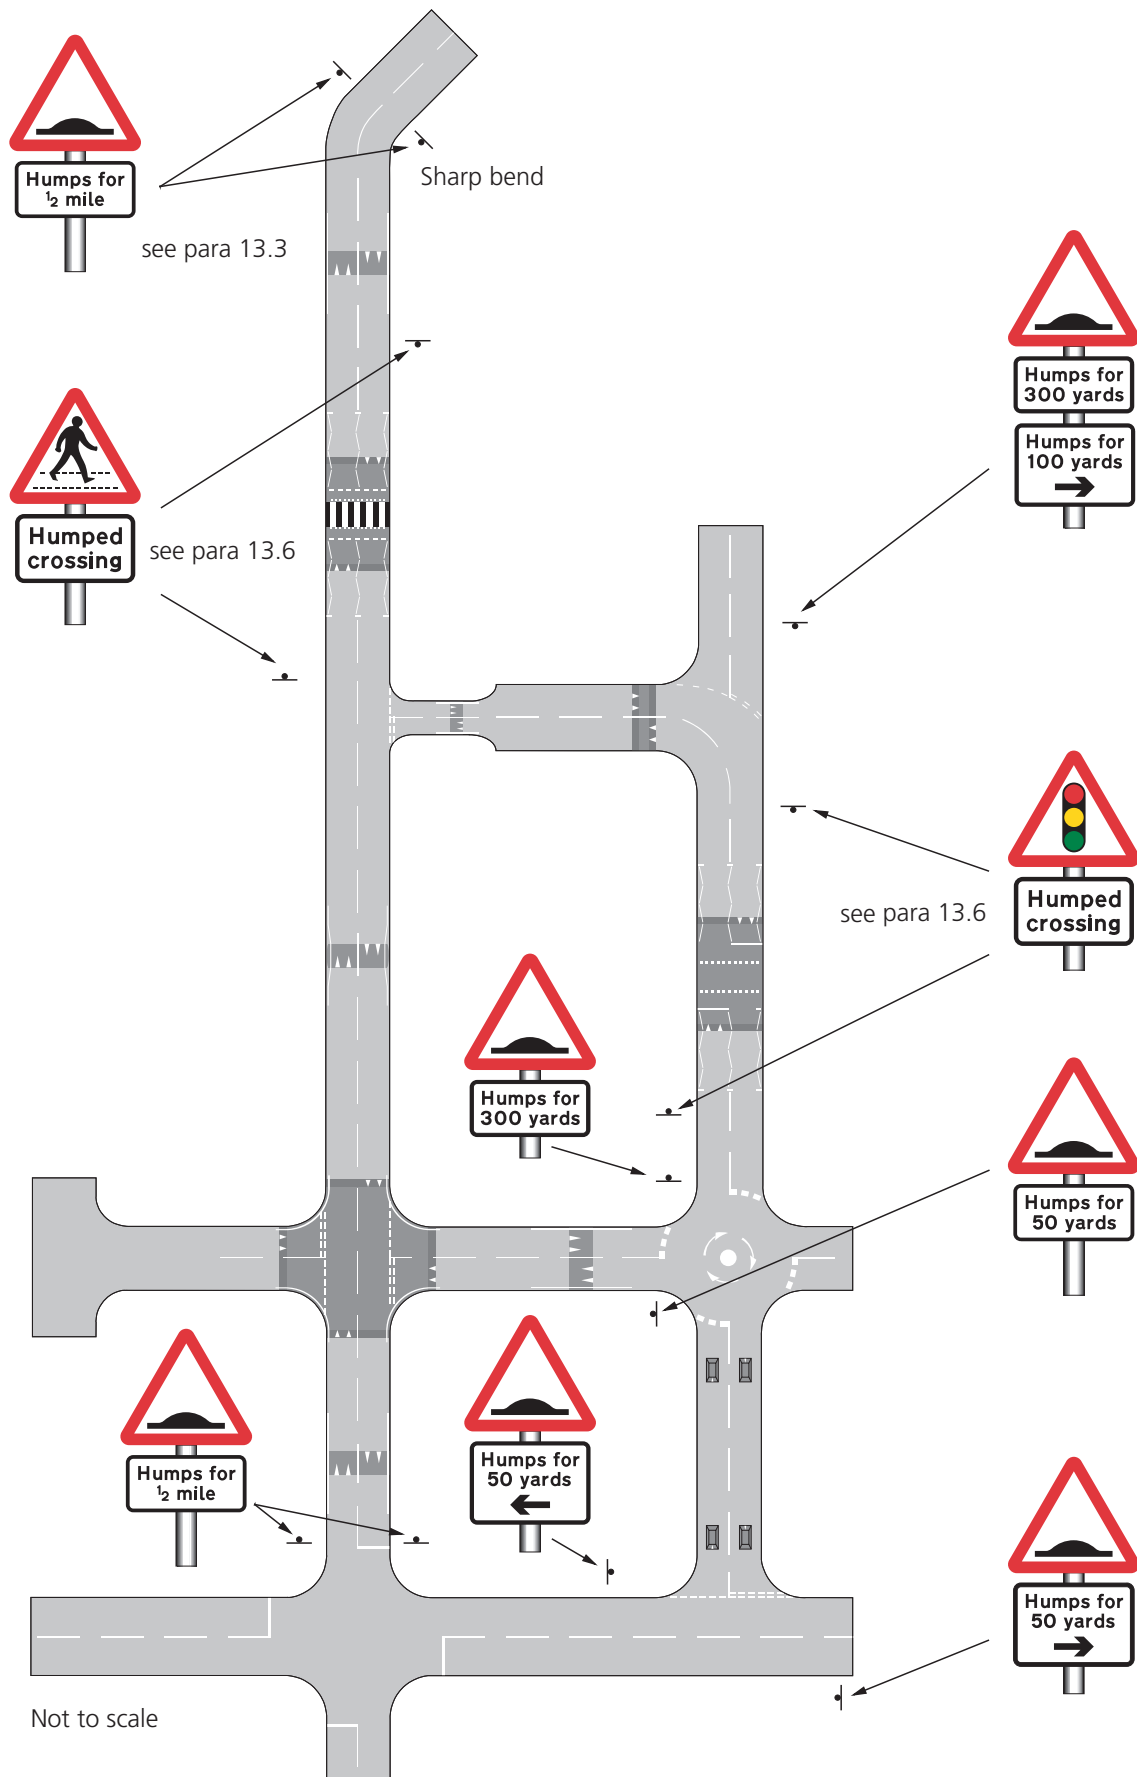 Humps for
½ mile
Sharp bend
see para 13.3
Humps for
300 yards
Humps for
100 yards
Humped
crossing
see para 13.6
Humped
crossing
see para 13.6
Humps for
300 yards
Humps for
50 yards
Humps for
½ mile
Humps for
50 yards
Humps for
50 yards
Not to scale